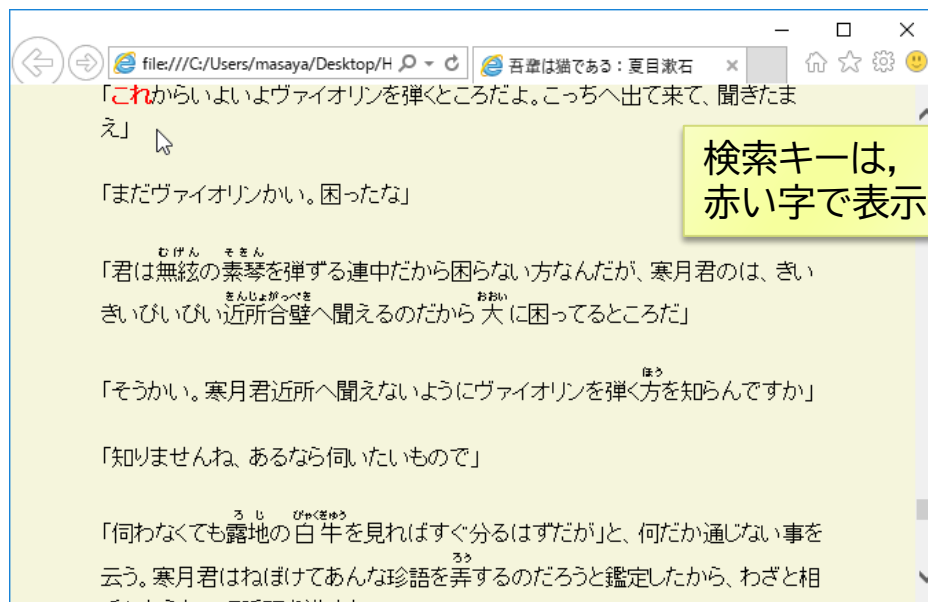 file:///C:/Users/masaya/Desktop/H
吾輩は猫である：夏目漱石
「これからいよいよヴァイオリンを弾くところだよ。こっちへ出て来て、聞きたま
え」
検索キーは，
赤い字で表示
「まだヴァイオリンかい。困ったな」
むげん そきん
「君は無絃の素琴を弾ずる連中だから困らない方なんだが、寒月君のは、きい
きんじょがっぺき おおい
きいぴいぴい近所合壁へ聞えるのだから大に困ってるところだ」
ほう
「そうかい。寒月君近所へ聞えないようにヴァイオリンを弾く方を知らんですか」
「知りませんね、あるなら伺いたいもので」
ろじ びゃくぎゅう
「伺わなくても露地の白牛を見ればすぐ分るはずだが」と、何だか通じない事を
ろう
云う。寒月君はねぼけてあんな珍語を弄するのだろうと鑑定したから、わざと相